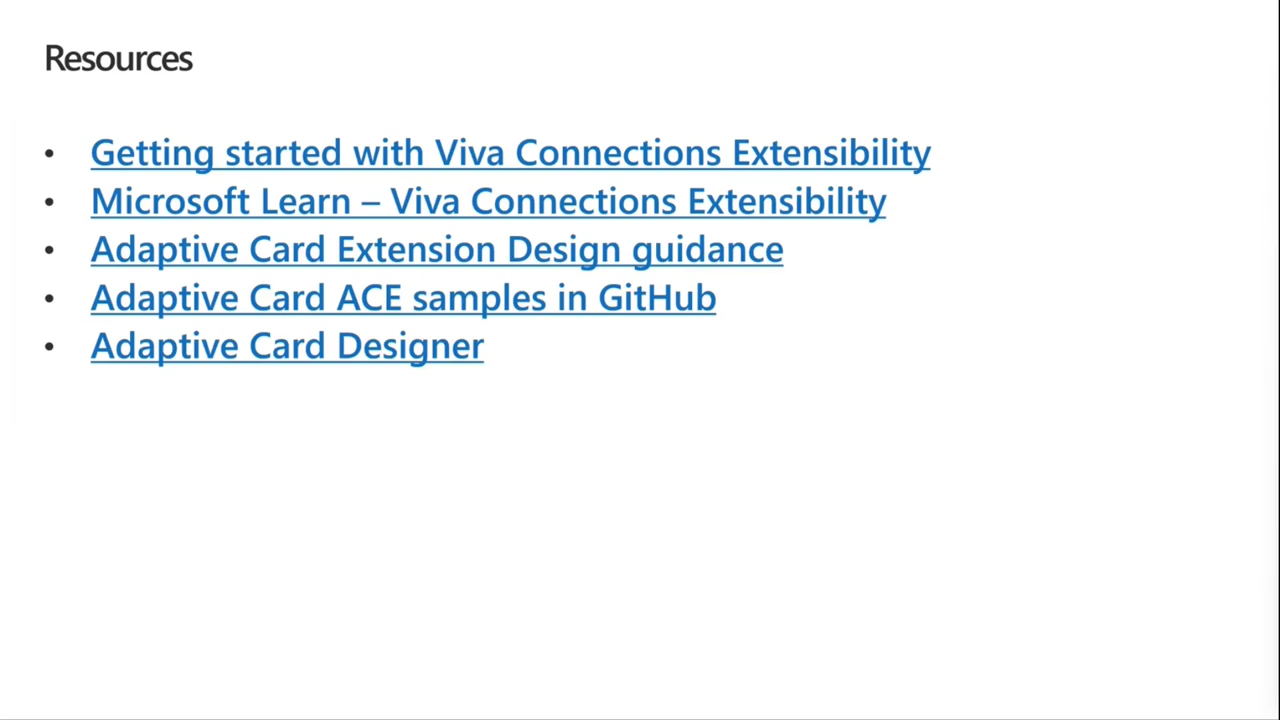 Resources
• Getting started with Viva Connections Extensibility
• Microsoft Learn – Viva Connections Extensibility
• Adaptive Card Extension Design guidance
• Adaptive Card ACE samples in GitHub
• Adaptive Card Designer